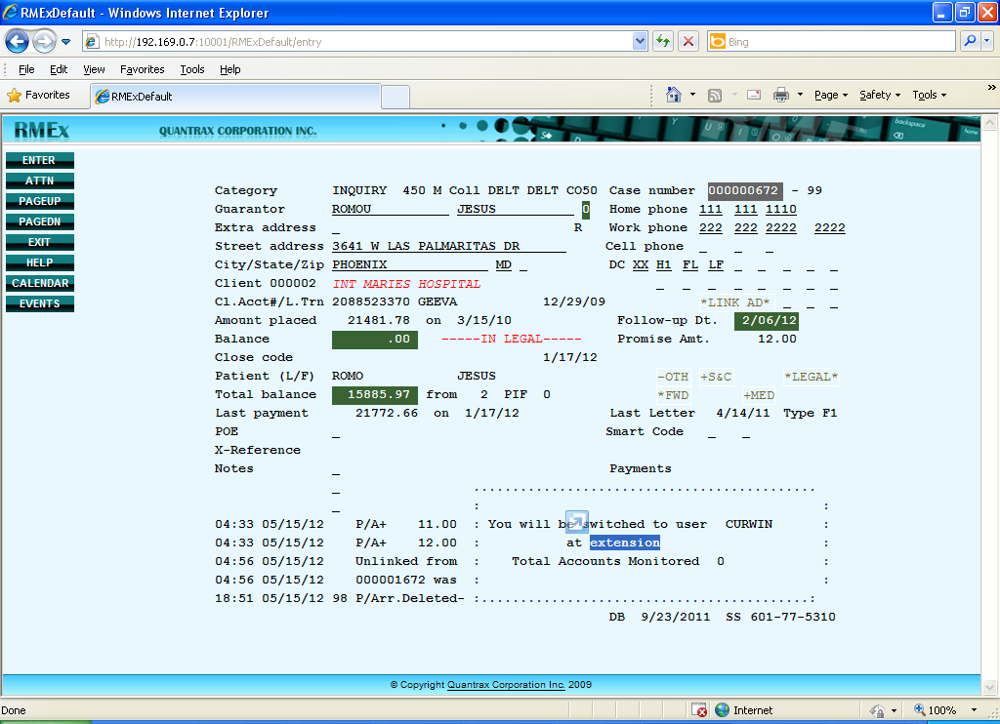 RMExDefault - Windows Internet Explorer
http://192.169.0.7:10001/RMExDefault/entry Bing
File Edit View Favorites Tools Help
Favorites RMExDefault Page Safety Tools »
RMEx QUANTRAX CORPORATION INC. backspace home
ENTER
ATTN
PAGEUP
PAGEDN
EXIT
HELP
CALENDAR
EVENTS
Category INQUIRY 450 M Coll DELT DELT CO50 Case number 000000672 - 99
Guarantor ROMOU JESUS 0 Home phone 111 111 1110
Extra address _ R Work phone 222 222 2222 2222
Street address 3641 W LAS PALMARITAS DR Cell phone _ _ _
City/State/Zip PHOENIX MD _ DC XX H1 FL LF _ _ _ _ _
Client 000002 INT MARIES HOSPITAL _ _ _ _ _ _ _ _
Cl.Acct#/L.Trn 2088523370 GEEVA 12/29/09 *LINK AD* _ _ _
Amount placed 21481.78 on 3/15/10 Follow-up Dt. 2/06/12
Balance .00 -----IN LEGAL----- Promise Amt. 12.00
Close code 1/17/12
Patient (L/F) ROMO JESUS -OTH +S&C *LEGAL*
Total balance 15885.97 from 2 PIF 0 *FWD +MED
Last payment 21772.66 on 1/17/12 Last Letter 4/14/11 Type F1
POE _ Smart Code _ _
X-Reference
Notes _ Payments
_ ............................................
_ : :
04:33 05/15/12 P/A+ 11.00 : You will be switched to user CURWIN :
04:33 05/15/12 P/A+ 12.00 at extension :
04:56 05/15/12 Unlinked from : Total Accounts Monitored 0 :
04:56 05/15/12 000001672 was : :
18:51 05/15/12 98 P/Arr.Deleted- :..........................................:
DB 9/23/2011 SS 601-77-5310
© Copyright Quantrax Corporation Inc. 2009
Done Internet 100%